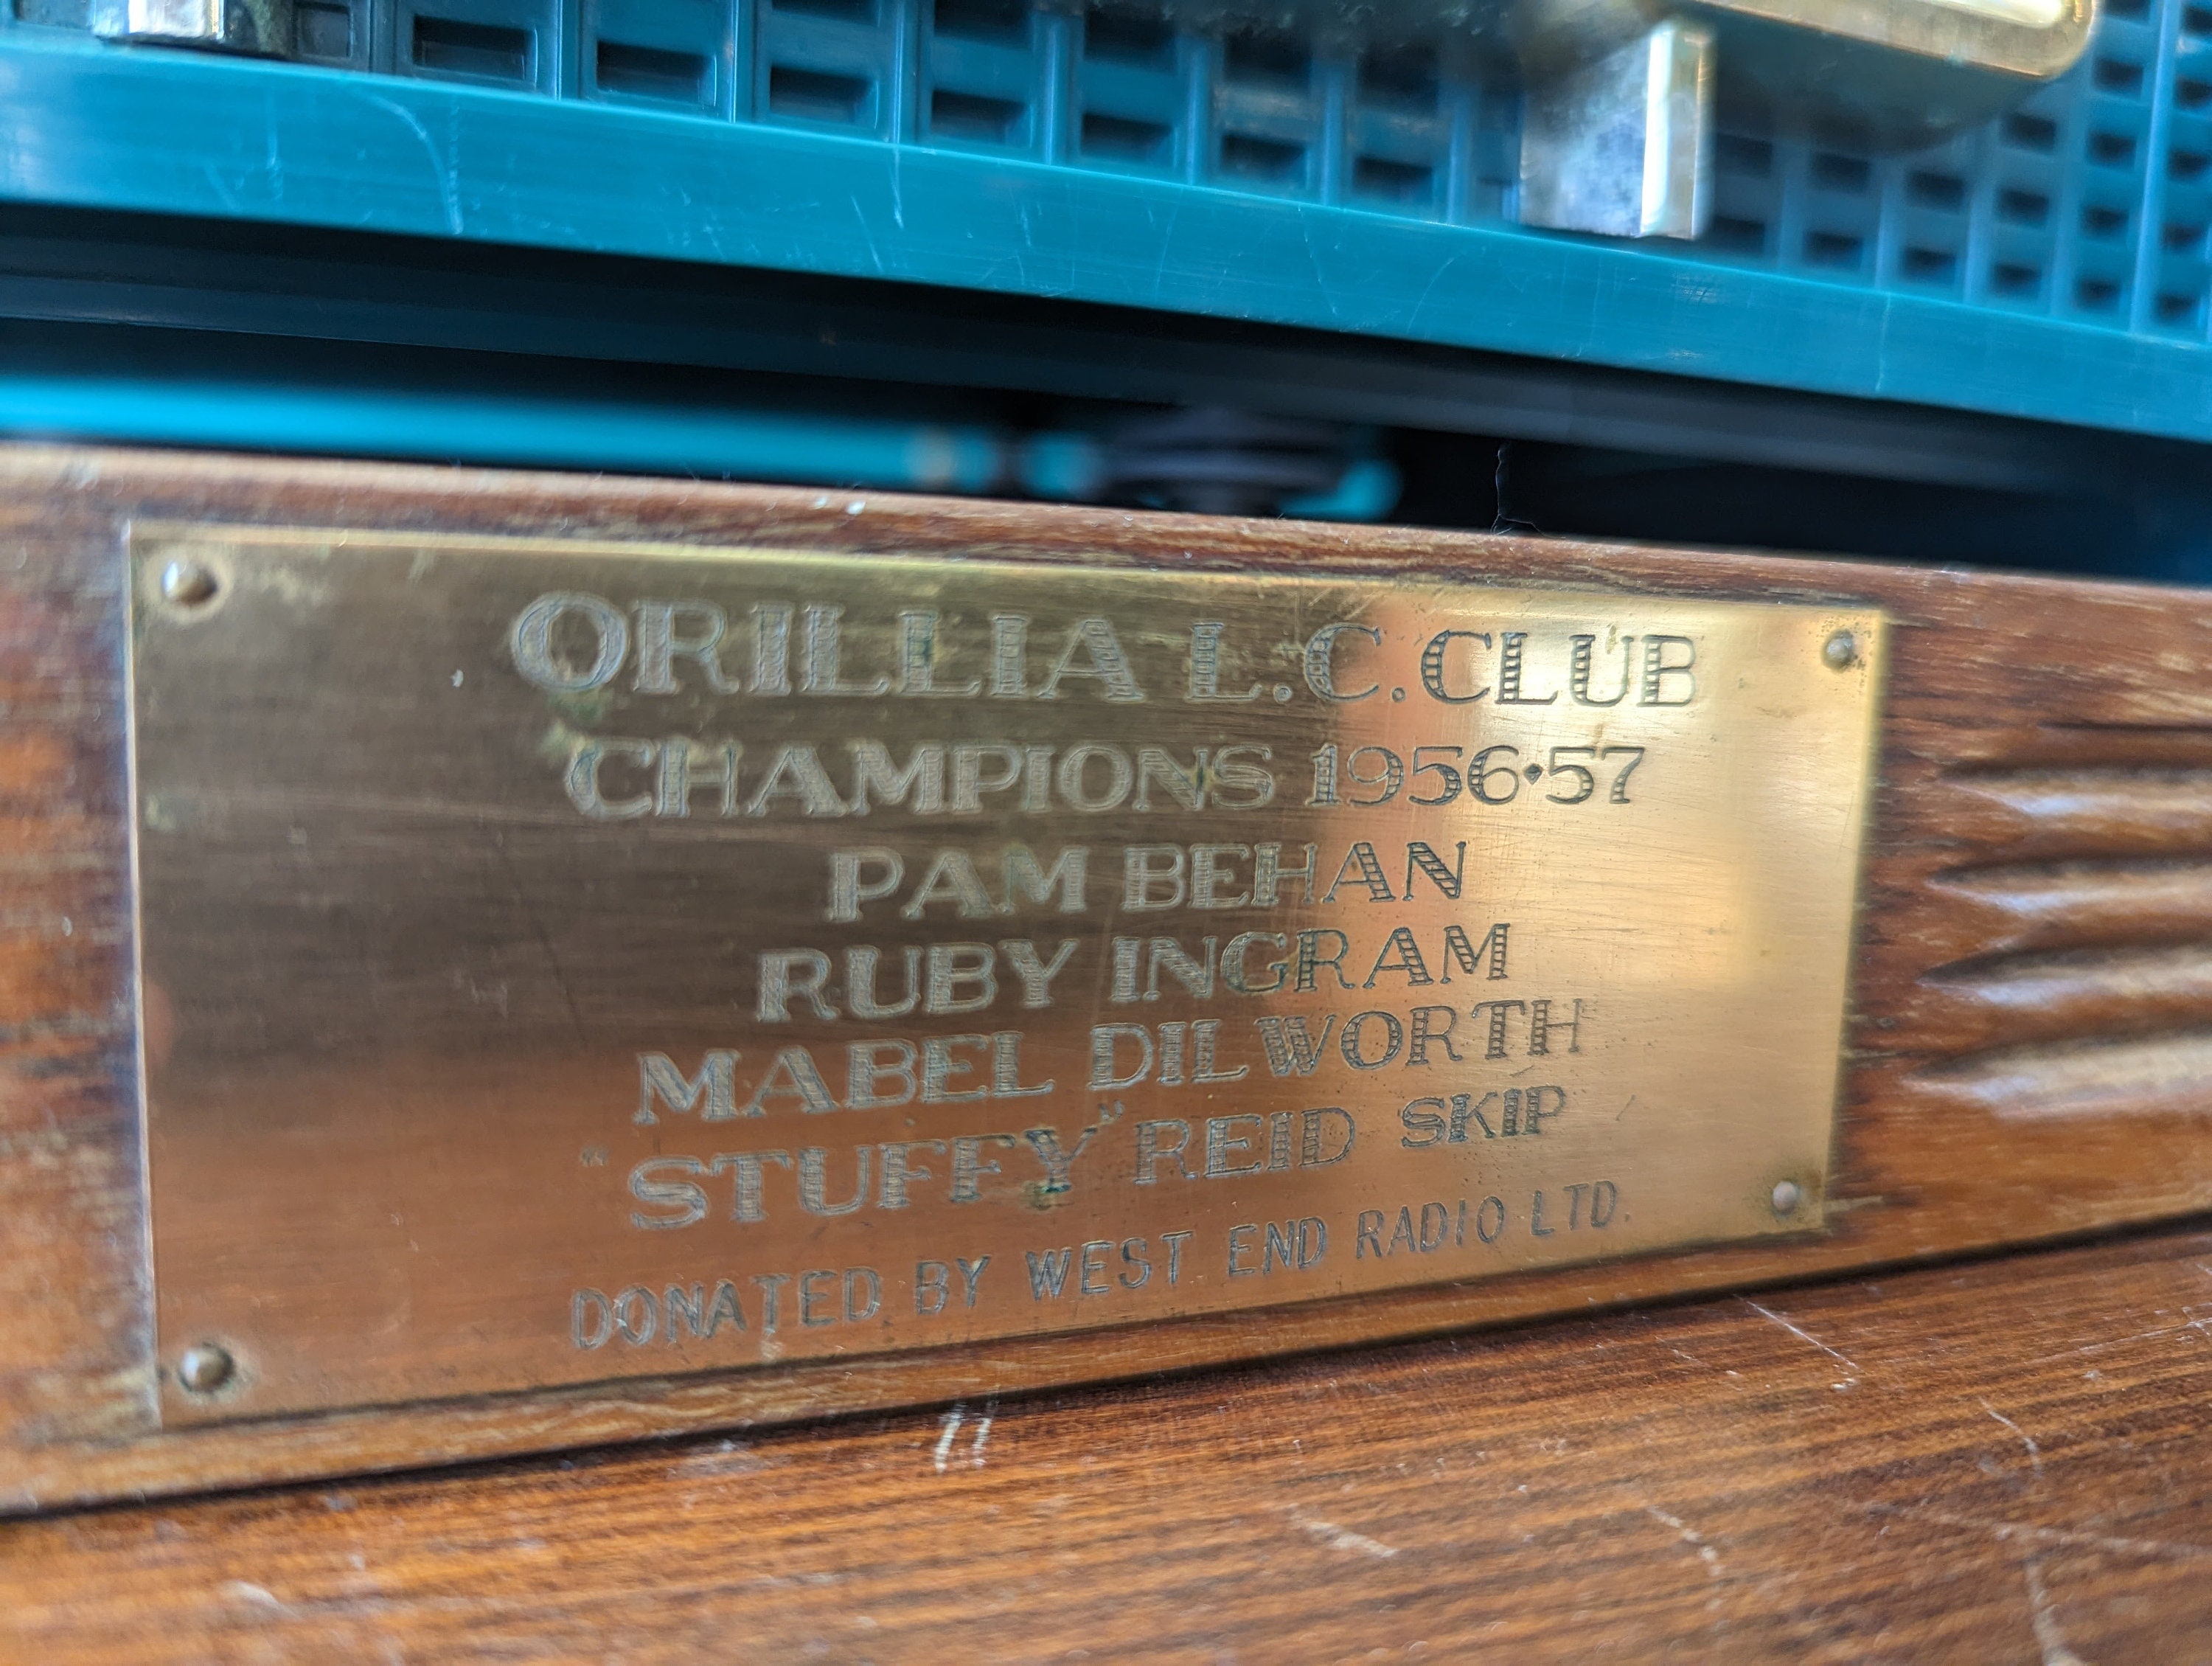 ORILLIA L.C.CLUB
CHAMPIONS 1956•57
PAM BEHAN
RUBY INGRAM
MABEL DILWORTH
"STUFFY" REID SKIP
DONATED BY WEST END RADIO LTD.